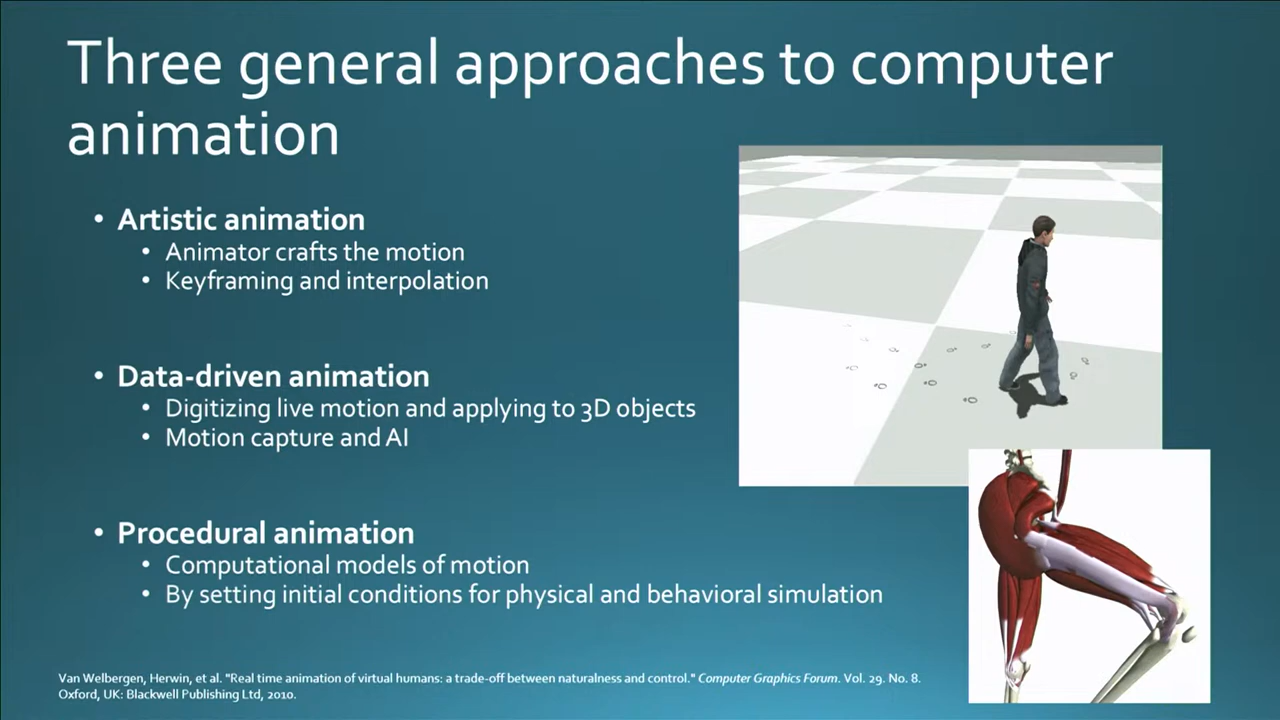 Three general approaches to computer
animation
• Artistic animation
• Animator crafts the motion
• Keyframing and interpolation
• Data-driven animation
• Digitizing live motion and applying to 3D objects
• Motion capture and AI
• Procedural animation
• Computational models of motion
• By setting initial conditions for physical and behavioral simulation
Van Welbergen, Herwin, et al. "Real time animation of virtual humans: a trade-off between naturalness and control." Computer Graphics Forum. Vol. 29. No. 8.
Oxford, UK: Blackwell Publishing Ltd, 2010.